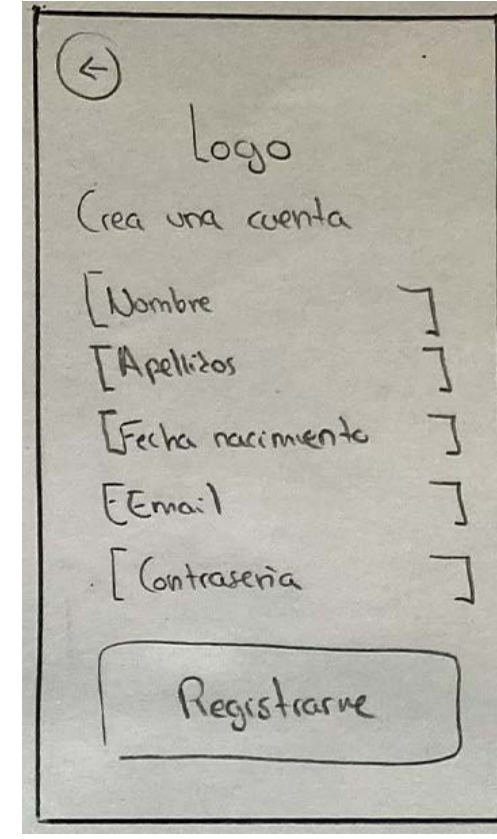 ←
Logo
Crea una cuenta
[Nombre ]
[Apellidos ]
[Fecha nacimiento ]
[Email ]
[Contraseña ]
Registrarme